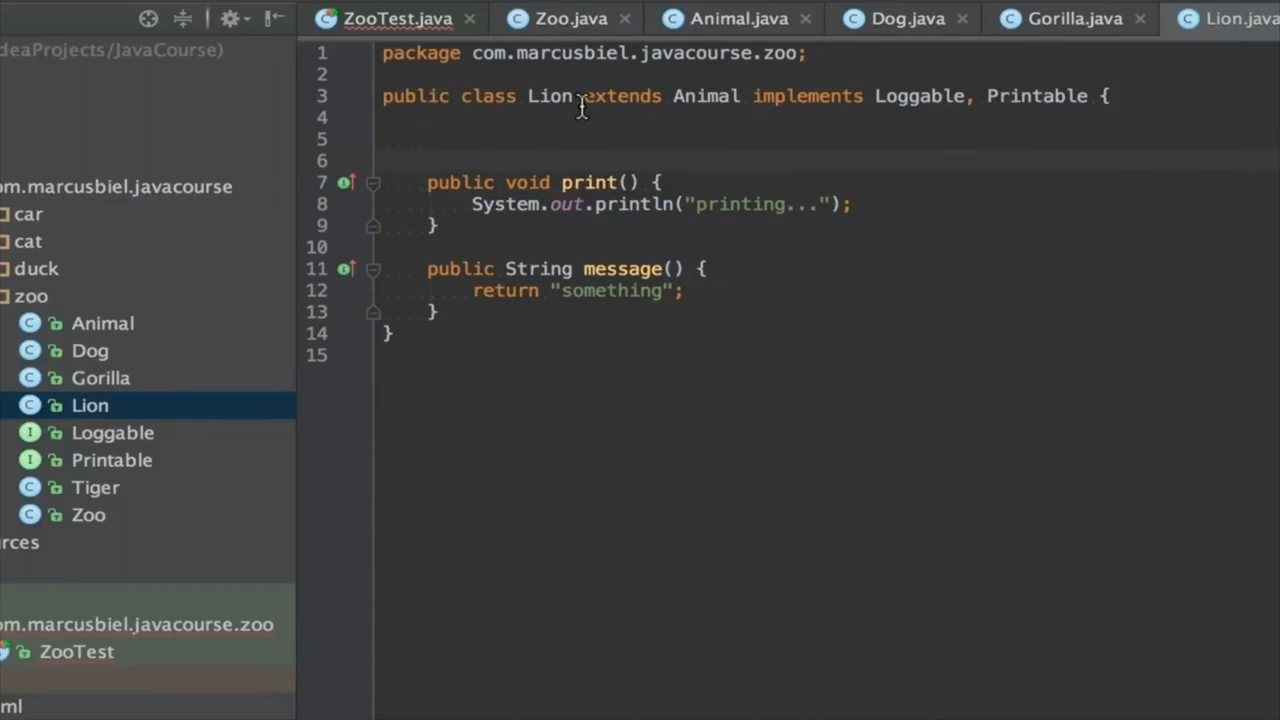 ZooTest.java Zoo.java Animal.java Dog.java Gorilla.java Lion.java
deaProjects/JavaCourse)
om.marcusbiel.javacourse
car
cat
duck
zoo
Animal
Dog
Gorilla
Lion
Loggable
Printable
Tiger
Zoo
urces
om.marcusbiel.javacourse.zoo
ZooTest
ml
1 package com.marcusbiel.javacourse.zoo;
2
3 public class Lion extends Animal implements Loggable, Printable {
4
5
6
7 public void print() {
8 System.out.println("printing...");
9 }
10
11 public String message() {
12 return "something";
13 }
14 }
15